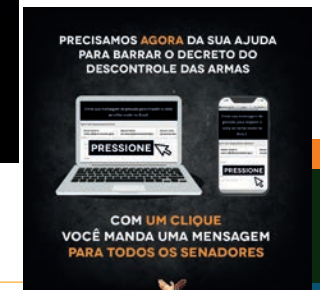 PRECISAMOS AGORA DA SUA AJUDA
PARA BARRAR O DECRETO DO
DESCONTROLE DAS ARMAS
PRESSIONE
PRESSIONE
COM UM CLIQUE
VOCÊ MANDA UMA MENSAGEM
PARA TODOS OS SENADORES